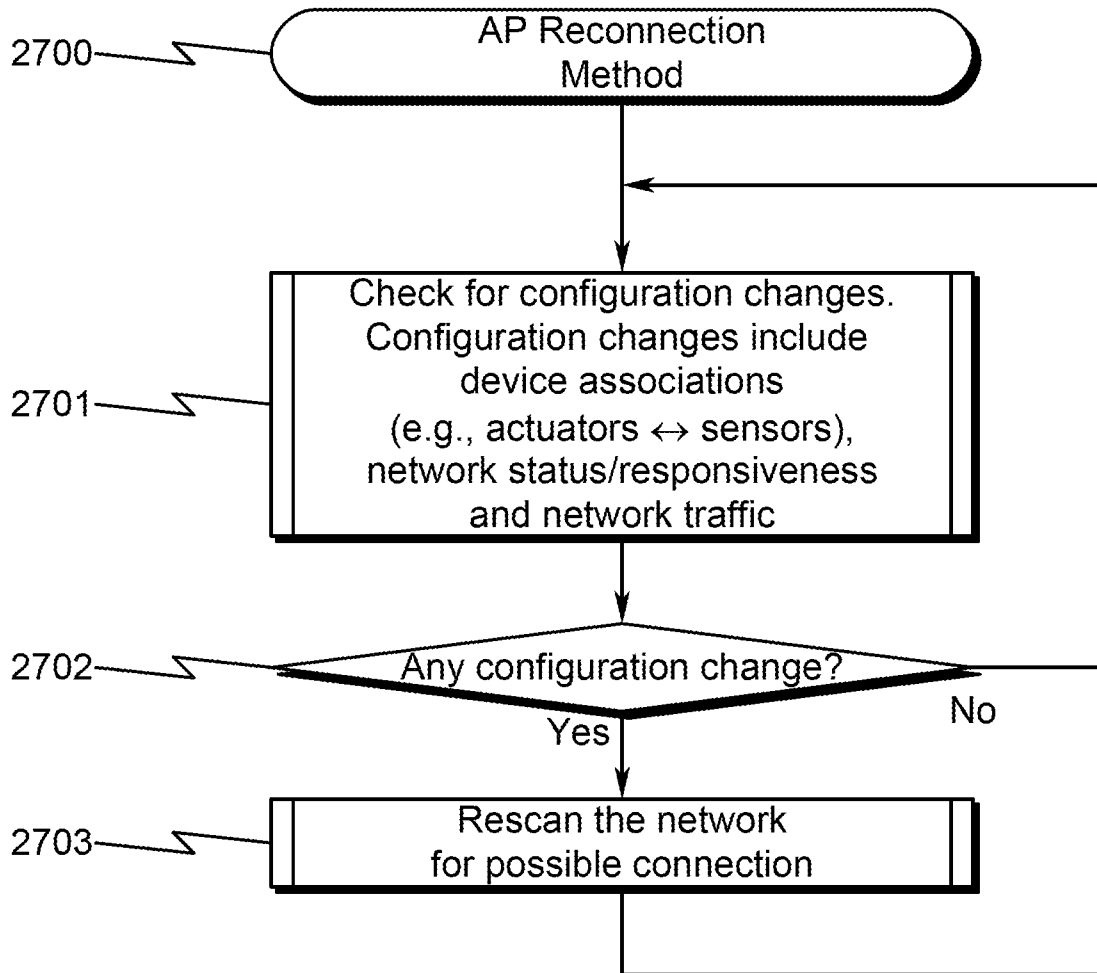 2700
AP Reconnection
Method
2701
Check for configuration changes.
Configuration changes include
device associations
(e.g., actuators ↔ sensors),
network status/responsiveness
and network traffic
2702
Any configuration change?
No
Yes
2703
Rescan the network
for possible connection